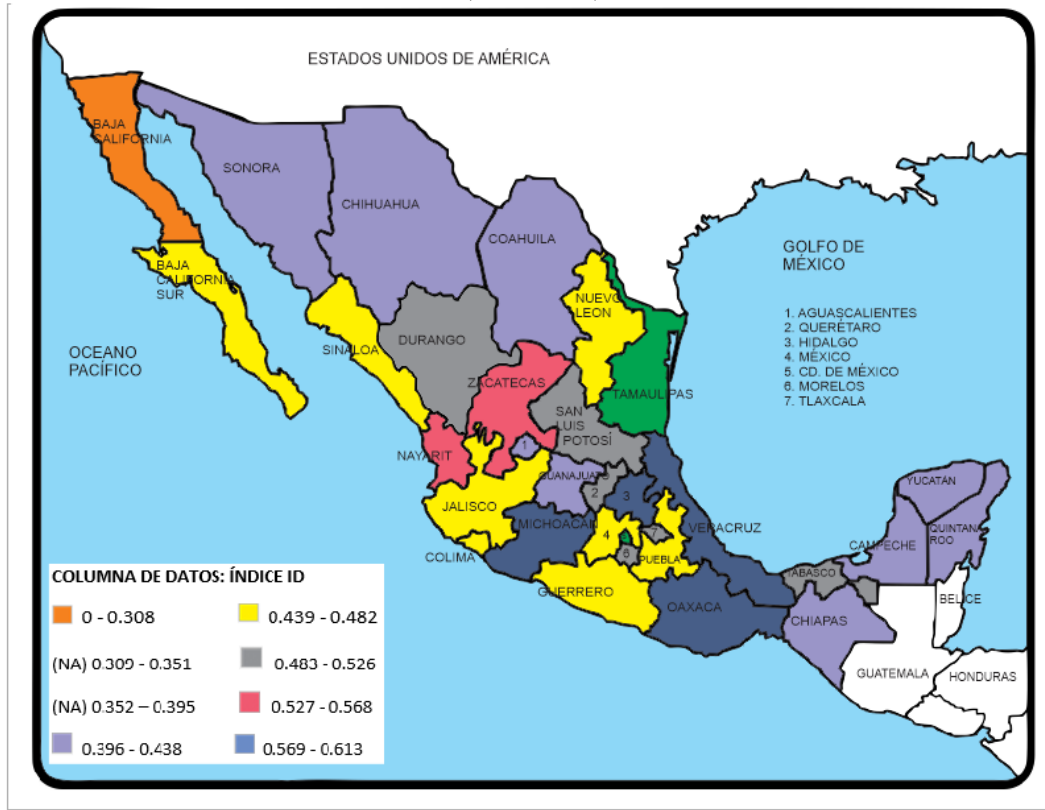 ESTADOS UNIDOS DE AMÉRICA
BAJA
CALIFORNIA
SONORA
CHIHUAHUA
COAHUILA
BAJA
CALIFORNIA
SUR
NUEVO
LEON
SINALOA
DURANGO
ZACATECAS
TAMAULIPAS
SAN
LUIS
POTOSÍ
NAYARIT
1
GUANAJUATO
2
3
JALISCO
MICHOACÁN
4
7
6
PUEBLA
VERACRUZ
COLIMA
GUERRERO
OAXACA
TABASCO
CHIAPAS
YUCATÁN
CAMPECHE
QUINTANA
ROO
BELICE
GUATEMALA
HONDURAS
OCEANO
PACÍFICO
GOLFO DE
MÉXICO
1. AGUASCALIENTES
2. QUERÉTARO
3. HIDALGO
4. MÉXICO
5. CD. DE MÉXICO
6. MORELOS
7. TLAXCALA
COLUMNA DE DATOS: ÍNDICE ID
0 - 0.308
0.439 - 0.482
(NA) 0.309 - 0.351
0.483 - 0.526
(NA) 0.352 – 0.395
0.527 - 0.568
0.396 - 0.438
0.569 - 0.613